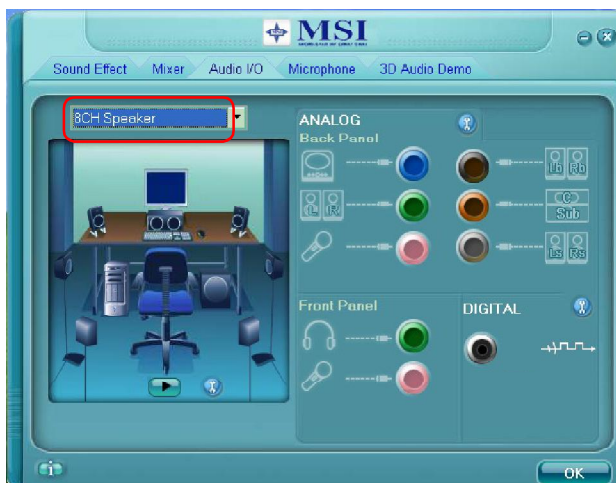 MSI
Sound Effect Mixer Audio I/O Microphone 3D Audio Demo
8CH Speaker
ANALOG
Back Panel
Lb Rb
L R
C
Sub
Ls Rs
Front Panel
DIGITAL
i
OK